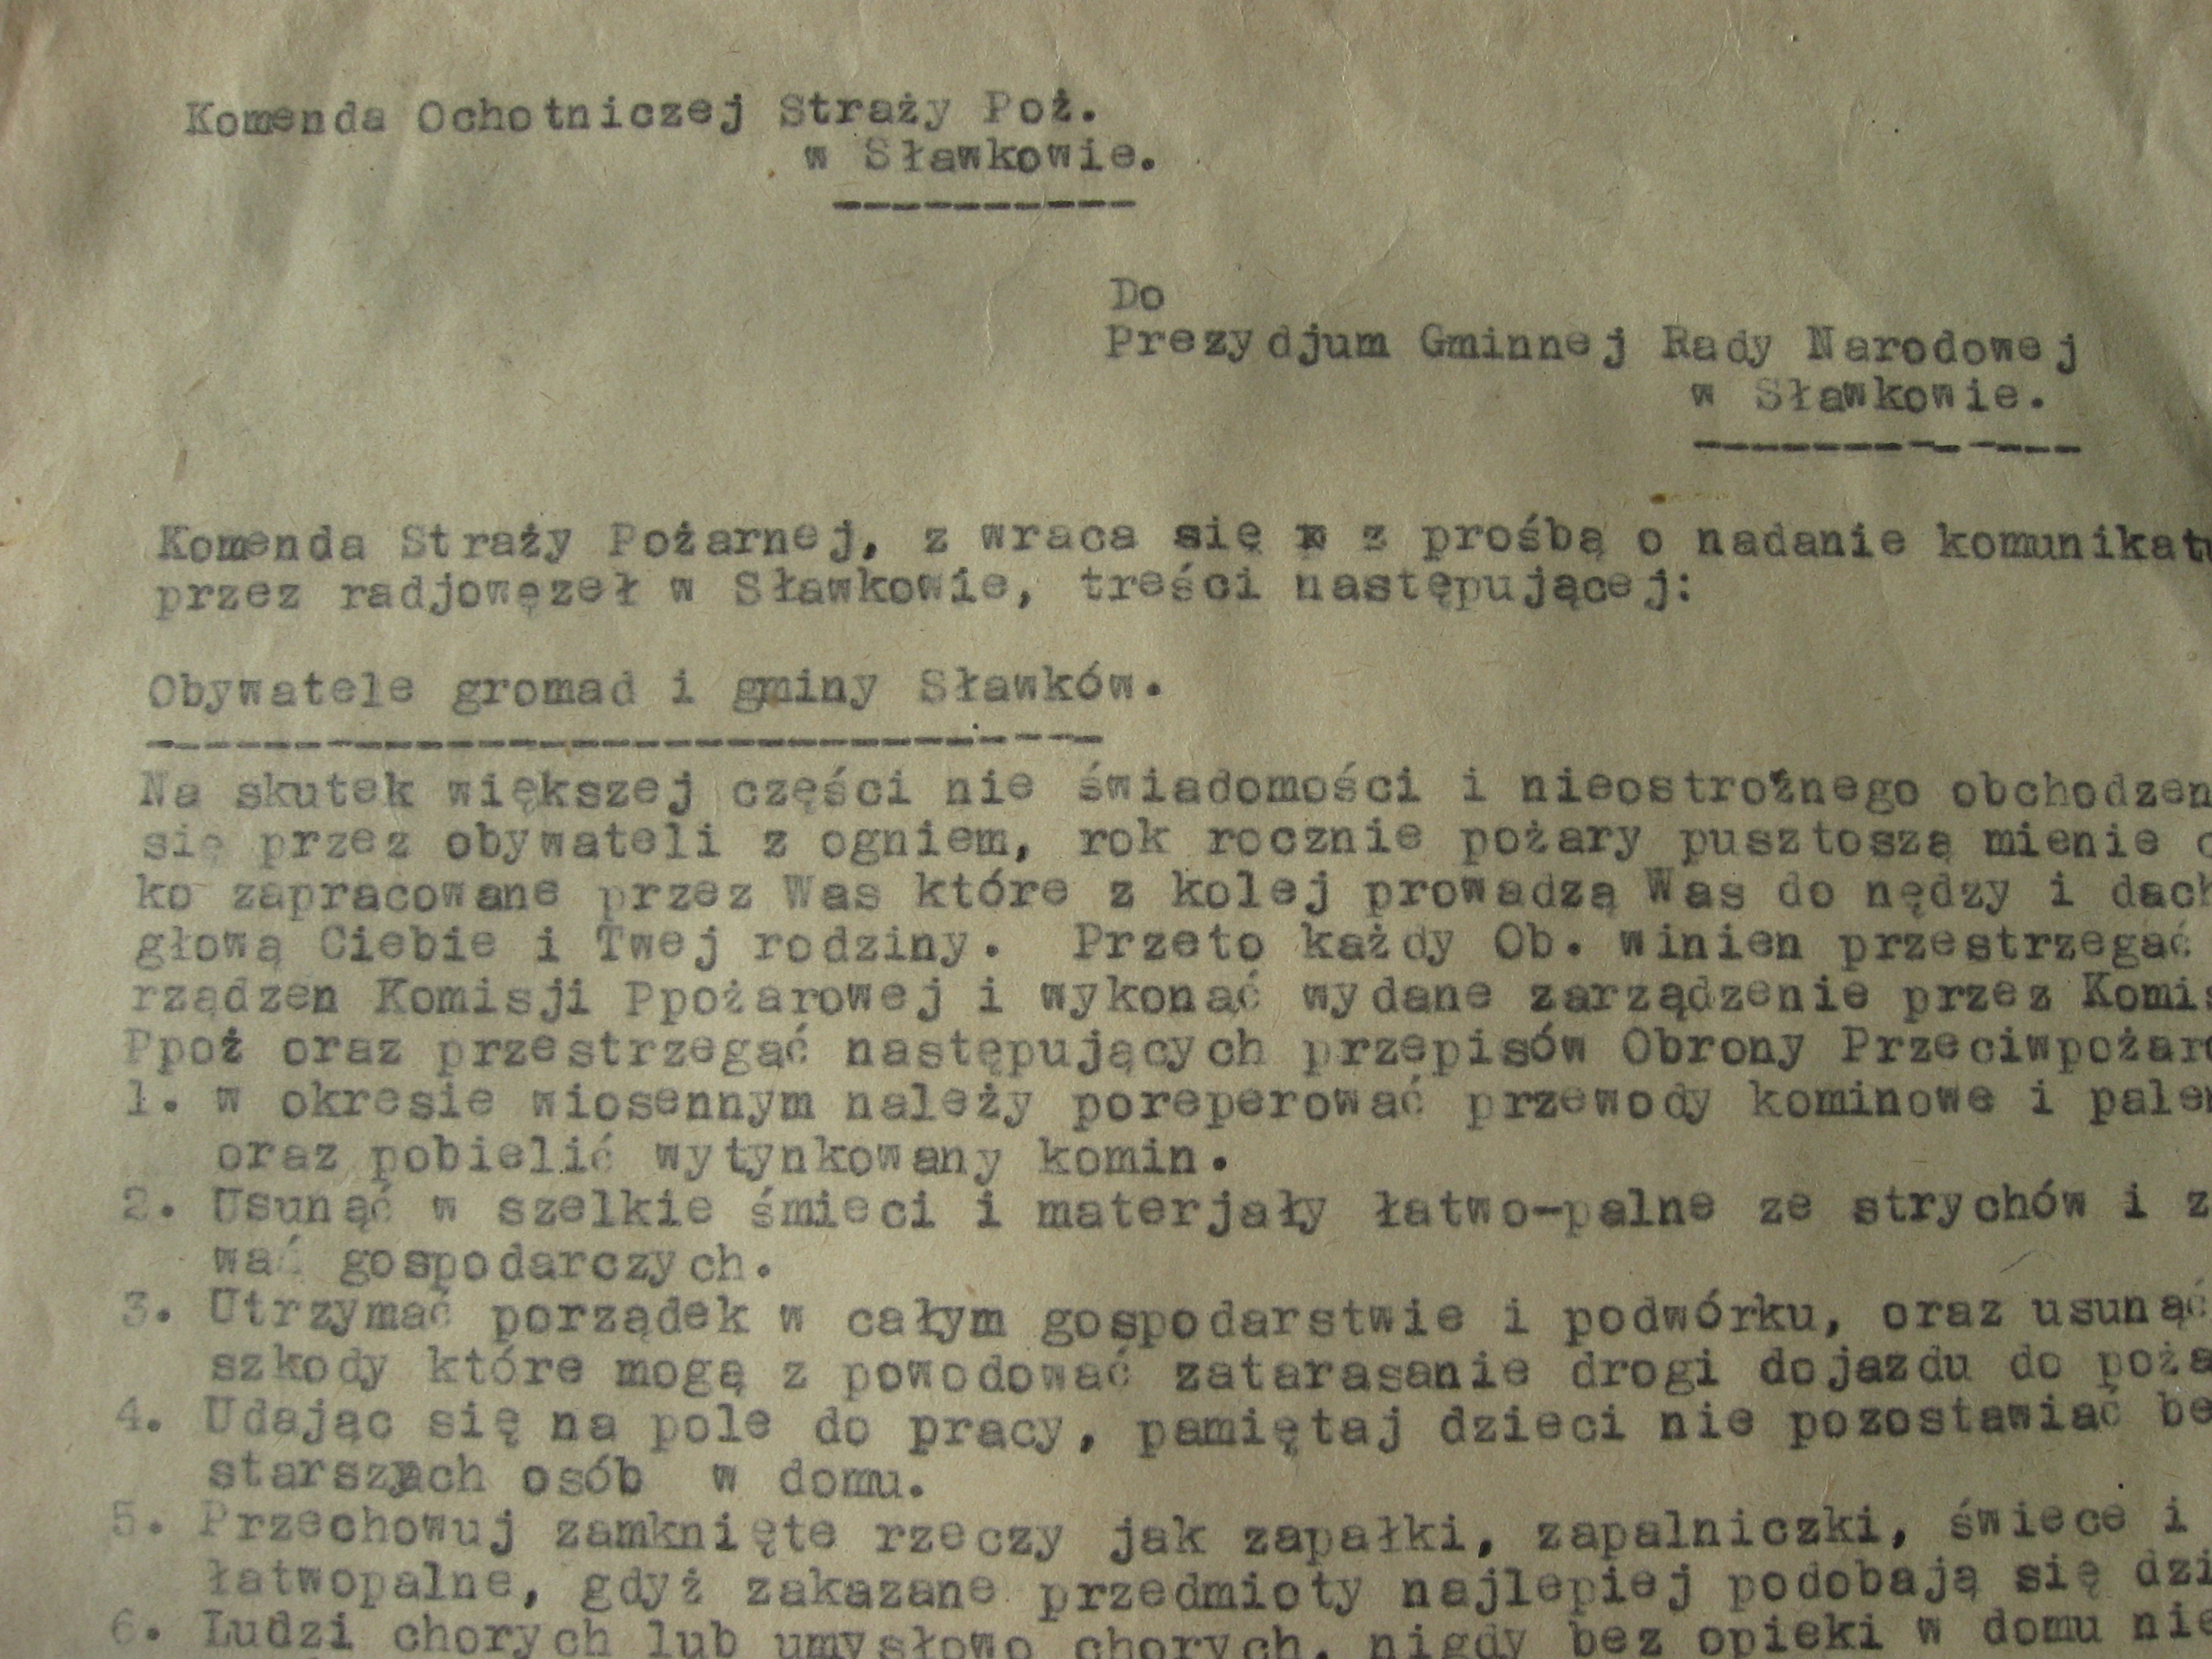 Komenda Ochotniczej Straży Poż.
w Sławkowie.
Do
Prezydjum Gminnej Rady Narodowej
w Sławkowie.
Komenda Straży Pożarnej, z wraca się x z prośbą o nadanie komunikatu
przez radjowęzeł w Sławkowie, treści następującej:
Obywatele gromad i gminy Sławków.
Na skutek większej części nie świadomości i nieostrożnego obchodzen
się przez obywateli z ogniem, rok rocznie pożary pusztoszą mienie c
ko zapracowane przez Was które z kolej prowadzą Was do nędzy i dach
głową Ciebie i Twej rodziny. Przeto każdy Ob. winien przestrzegać
rządzen Komisji Ppożarowej i wykonąć wydane zarządzenie przez Komis
Ppoż oraz przestrzegąć następujących przepisów Obrony Przeciwpożaro
1. w okresie wiosennym należy poreperować przewody kominowe i palen
oraz pobielić wytynkowany komin.
2. Usunąć w szelkie śmieci i materjały łatwo-palne ze strychów i z
wań gospodarczych.
3. Utrzymać porządek w całym gospodarstwie i podwórku, oraz usunąć
szkody które mogą z powodować zatarasanie drogi dojazdu do poża
4. Udając się na pole do pracy, pamiętaj dzieci nie pozostawiać be
starszych osób w domu.
5. Przechowuj zamknięte rzeczy jak zapałki, zapalniczki, świece i
łatwopalne, gdyż zakazane przedmioty najlepiej podobają się dzi
6. Ludzi chorych lub umysłowo chorych, nigdy bez opieki w domu nie